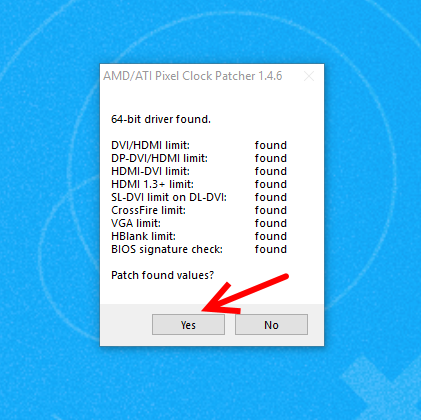 AMD/ATI Pixel Clock Patcher 1.4.6
64-bit driver found.
DVI/HDMI limit: found
DP-DVI/HDMI limit: found
HDMI-DVI limit: found
HDMI 1.3+ limit: found
SL-DVI limit on DL-DVI: found
CrossFire limit: found
VGA limit: found
HBlank limit: found
BIOS signature check: found
Patch found values?
Yes No